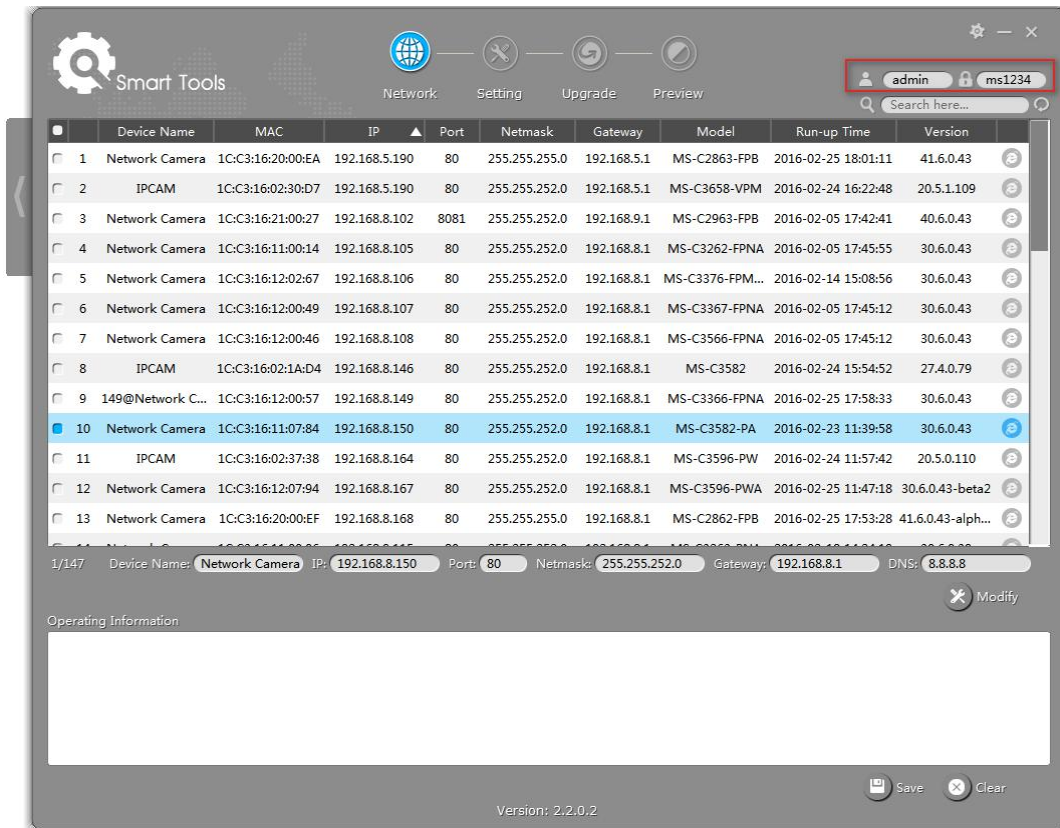 Smart Tools
Network Setting Upgrade Preview
admin ms1234
Search here...
Device Name MAC IP Port Netmask Gateway Model Run-up Time Version
1 Network Camera 1C:C3:16:20:00:EA 192.168.5.190 80 255.255.255.0 192.168.5.1 MS-C2863-FPB 2016-02-25 18:01:11 41.6.0.43
2 IPCAM 1C:C3:16:02:30:D7 192.168.5.190 80 255.255.252.0 192.168.5.1 MS-C3658-VPM 2016-02-24 16:22:48 20.5.1.109
3 Network Camera 1C:C3:16:21:00:27 192.168.8.102 8081 255.255.252.0 192.168.9.1 MS-C2963-FPB 2016-02-05 17:42:41 40.6.0.43
4 Network Camera 1C:C3:16:11:00:14 192.168.8.105 80 255.255.252.0 192.168.8.1 MS-C3262-FPNA 2016-02-05 17:45:55 30.6.0.43
5 Network Camera 1C:C3:16:12:02:67 192.168.8.106 80 255.255.252.0 192.168.8.1 MS-C3376-FPM... 2016-02-14 15:08:56 30.6.0.43
6 Network Camera 1C:C3:16:12:00:49 192.168.8.107 80 255.255.252.0 192.168.8.1 MS-C3367-FPNA 2016-02-05 17:45:12 30.6.0.43
7 Network Camera 1C:C3:16:12:00:46 192.168.8.108 80 255.255.252.0 192.168.8.1 MS-C3566-FPNA 2016-02-05 17:45:12 30.6.0.43
8 IPCAM 1C:C3:16:02:1A:D4 192.168.8.146 80 255.255.252.0 192.168.8.1 MS-C3582 2016-02-24 15:54:52 27.4.0.79
9 149@Network C... 1C:C3:16:12:00:57 192.168.8.149 80 255.255.252.0 192.168.8.1 MS-C3366-FPNA 2016-02-25 17:58:33 30.6.0.43
10 Network Camera 1C:C3:16:11:07:84 192.168.8.150 80 255.255.252.0 192.168.8.1 MS-C3582-PA 2016-02-23 11:39:58 30.6.0.43
11 IPCAM 1C:C3:16:02:37:38 192.168.8.164 80 255.255.252.0 192.168.8.1 MS-C3596-PW 2016-02-24 11:57:42 20.5.0.110
12 Network Camera 1C:C3:16:12:07:94 192.168.8.167 80 255.255.252.0 192.168.8.1 MS-C3596-PWA 2016-02-25 11:47:18 30.6.0.43-beta2
13 Network Camera 1C:C3:16:20:00:EF 192.168.8.168 80 255.255.255.0 192.168.8.1 MS-C2862-FPB 2016-02-25 17:53:28 41.6.0.43-alph...
1/147 Device Name: Network Camera IP: 192.168.8.150 Port: 80 Netmask: 255.255.252.0 Gateway: 192.168.8.1 DNS: 8.8.8.8
Modify
Operating Information
Save Clear
Version: 2.2.0.2